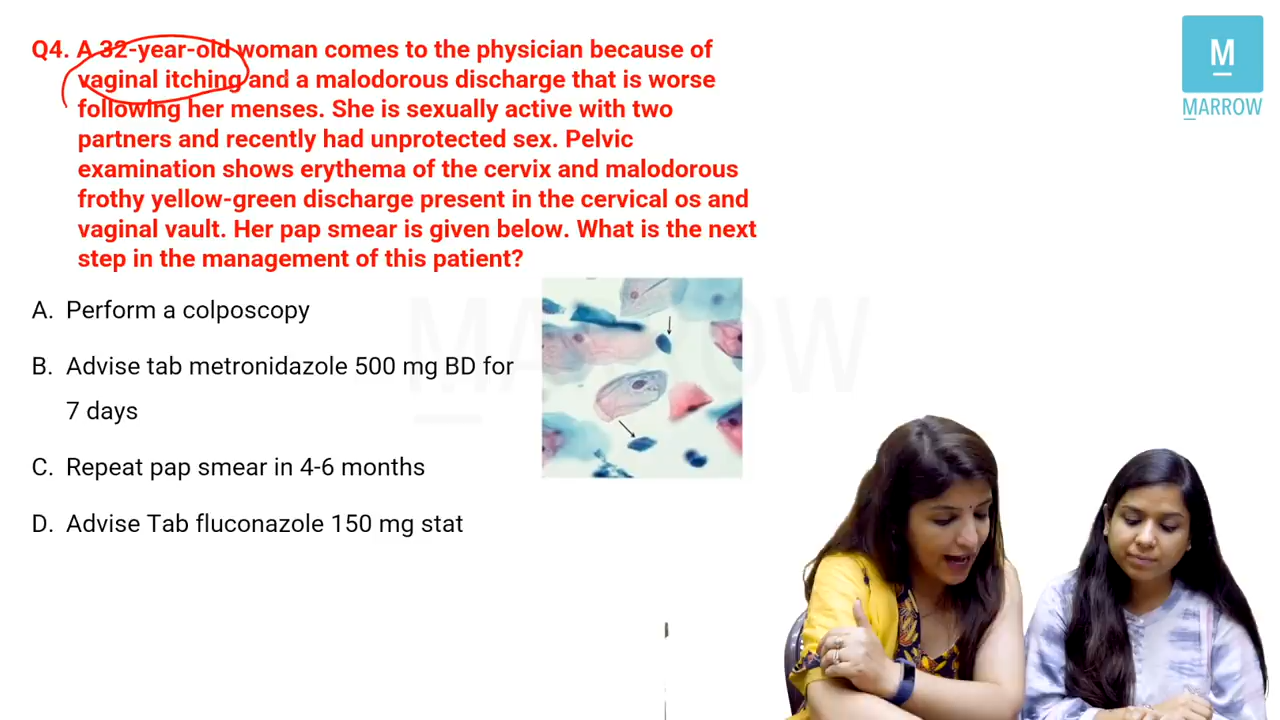 Q4. A 32-year-old woman comes to the physician because of
vaginal itching and a malodorous discharge that is worse
following her menses. She is sexually active with two
partners and recently had unprotected sex. Pelvic
examination shows erythema of the cervix and malodorous
frothy yellow-green discharge present in the cervical os and
vaginal vault. Her pap smear is given below. What is the next
step in the management of this patient?
A. Perform a colposcopy
B. Advise tab metronidazole 500 mg BD for
7 days
C. Repeat pap smear in 4-6 months
D. Advise Tab fluconazole 150 mg stat
M
MARROW
MARROW